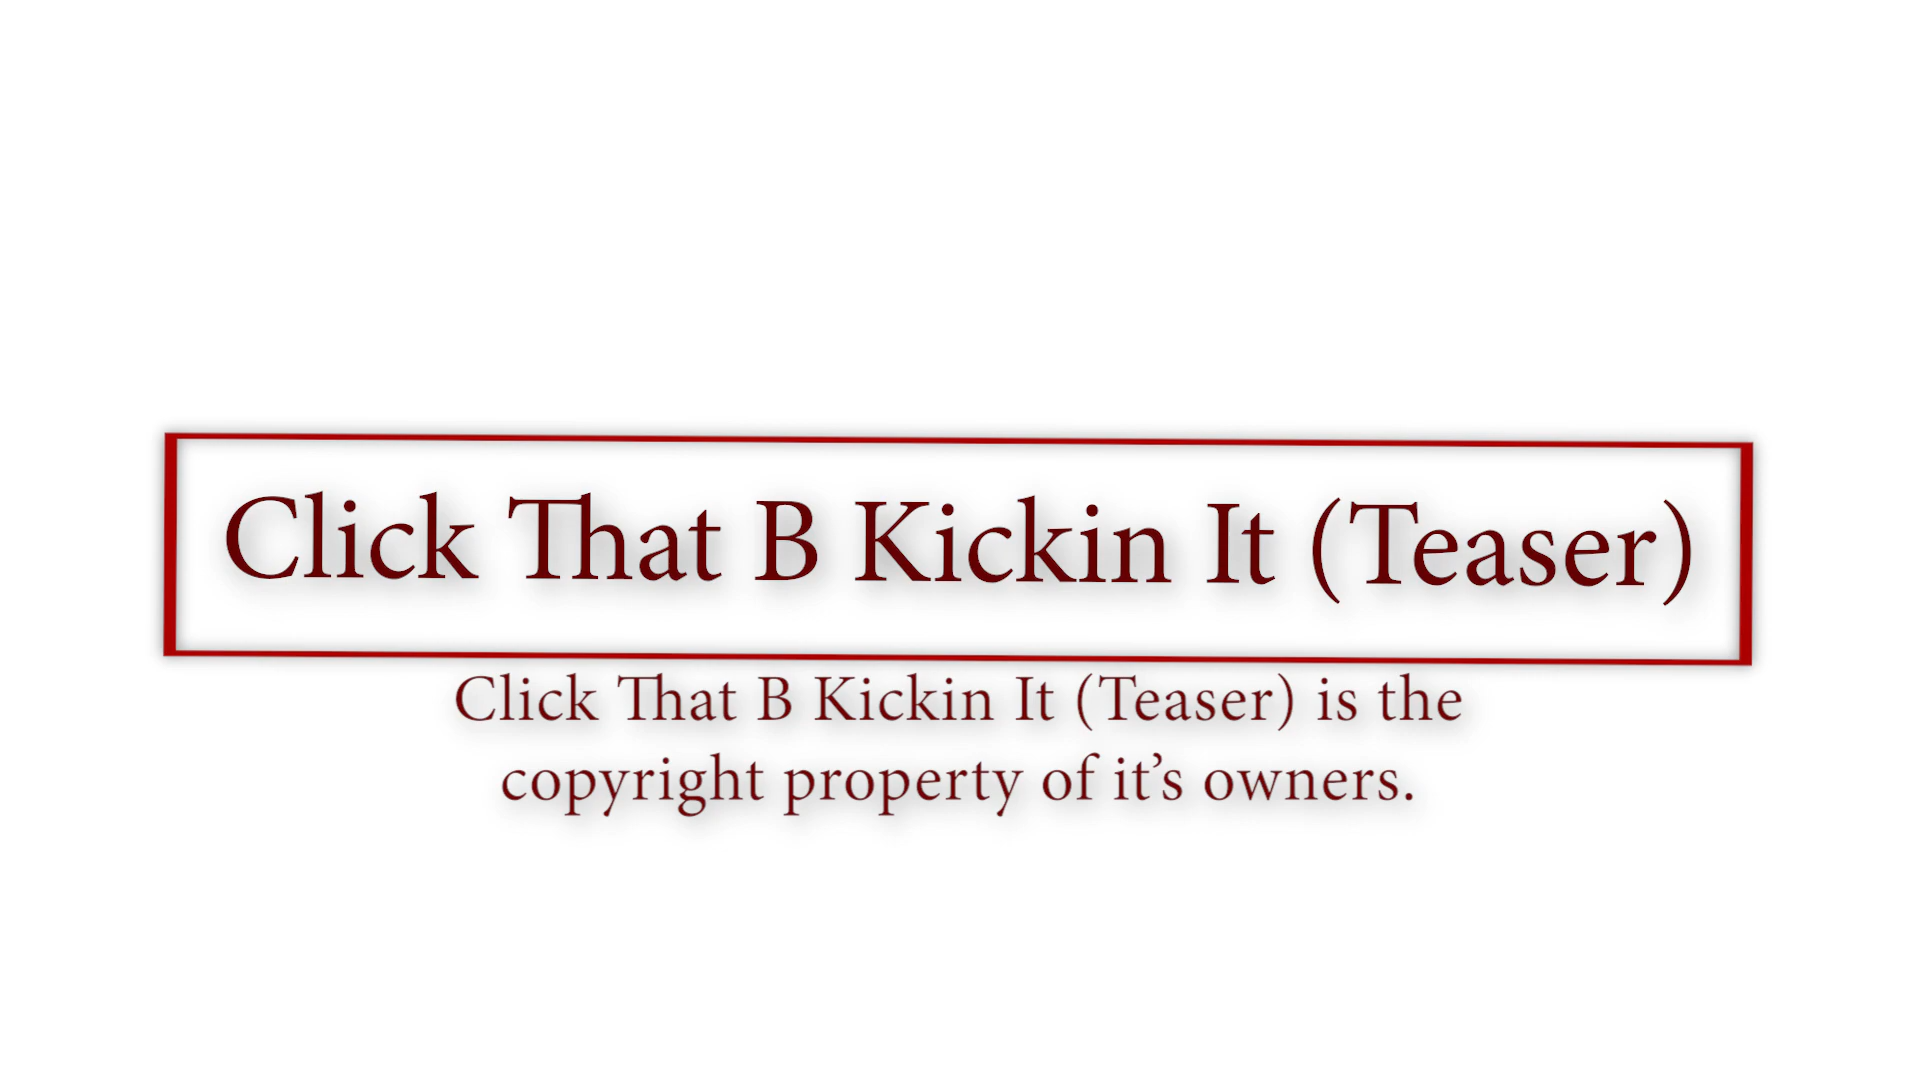 Click That B Kickin It (Teaser)
Click That B Kickin It (Teaser) is the
copyright property of it’s owners.